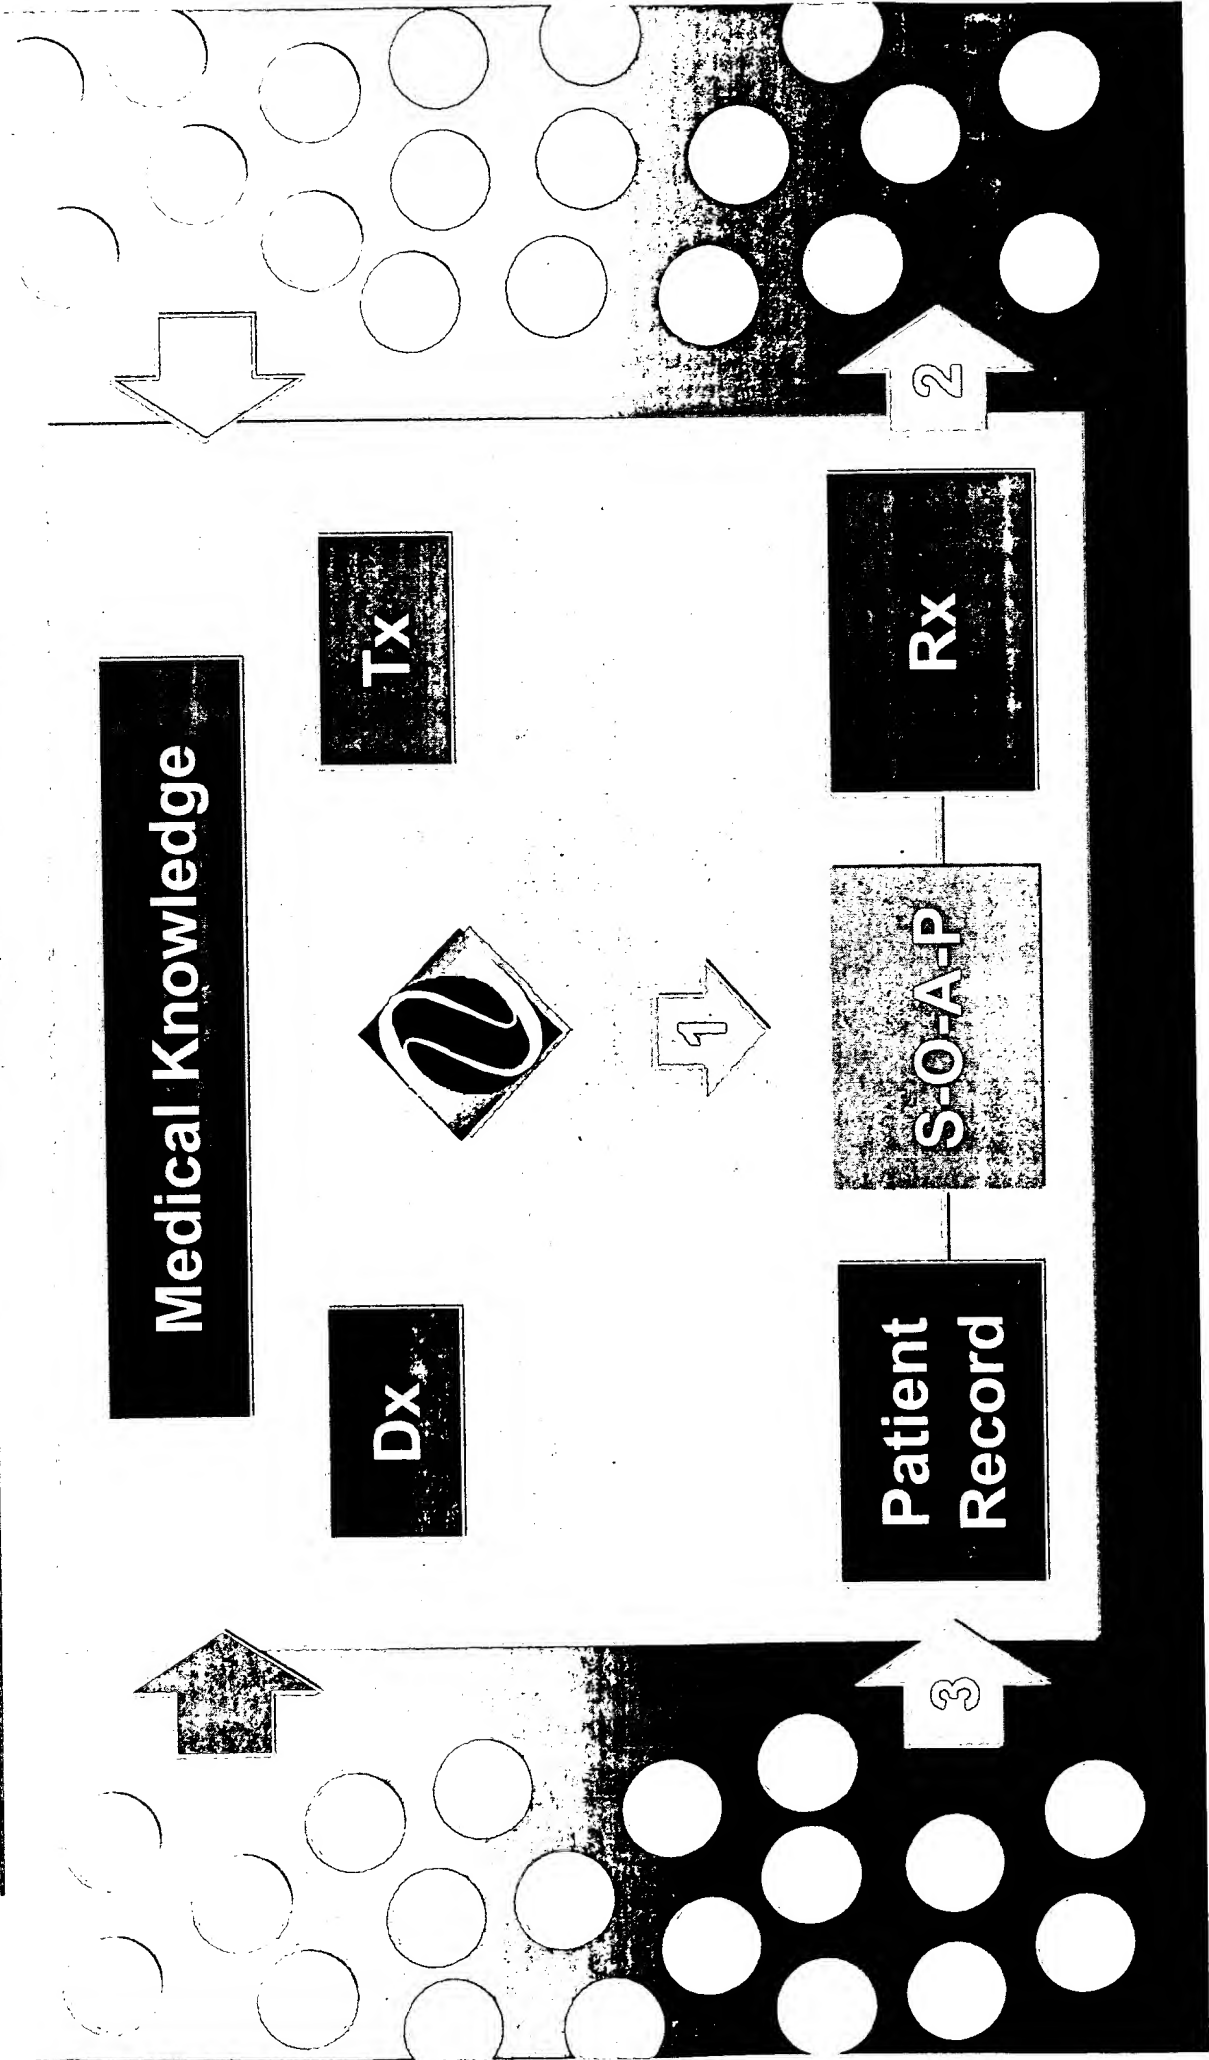 Medical Knowledge
Dx
Tx
1
Patient
Record
S-O-A-P
Rx
3
2